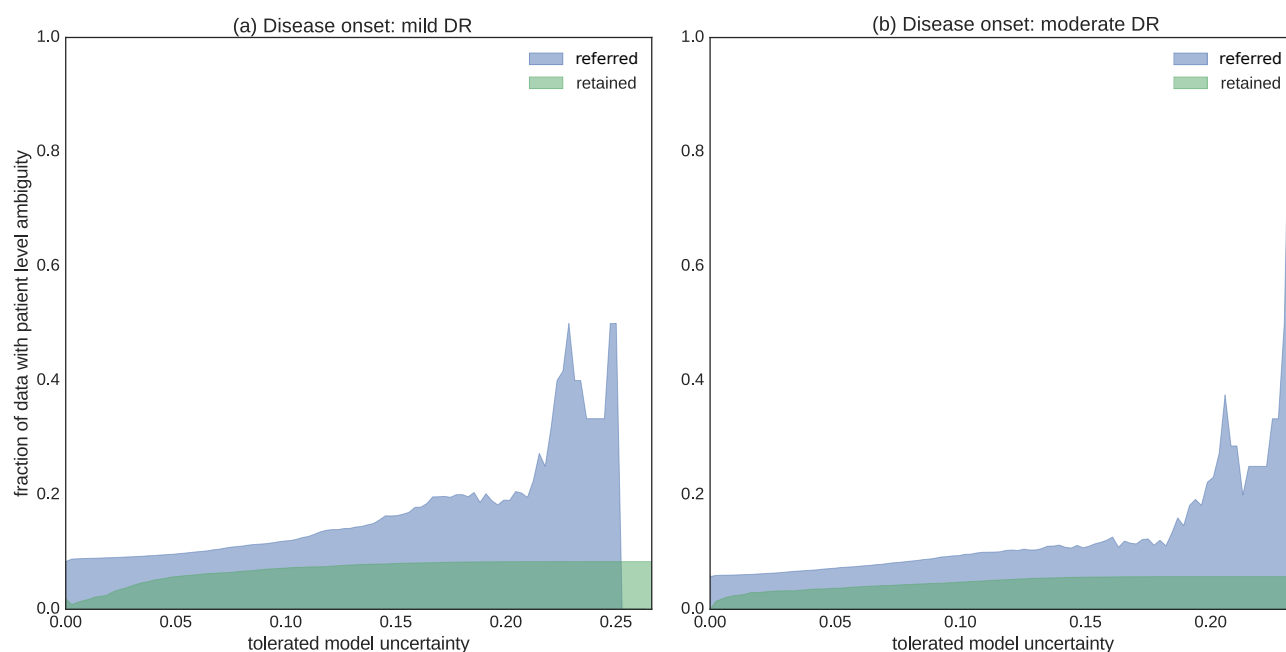 (a) Disease onset: mild DR
1.0
0.8
0.6
0.4
0.2
0.0
fraction of data with patient level ambiguity
referred
retained
0.00 0.05 0.10 0.15 0.20 0.25
tolerated model uncertainty
(b) Disease onset: moderate DR
1.0
0.8
0.6
0.4
0.2
0.0
referred
retained
0.00 0.05 0.10 0.15 0.20
tolerated model uncertainty